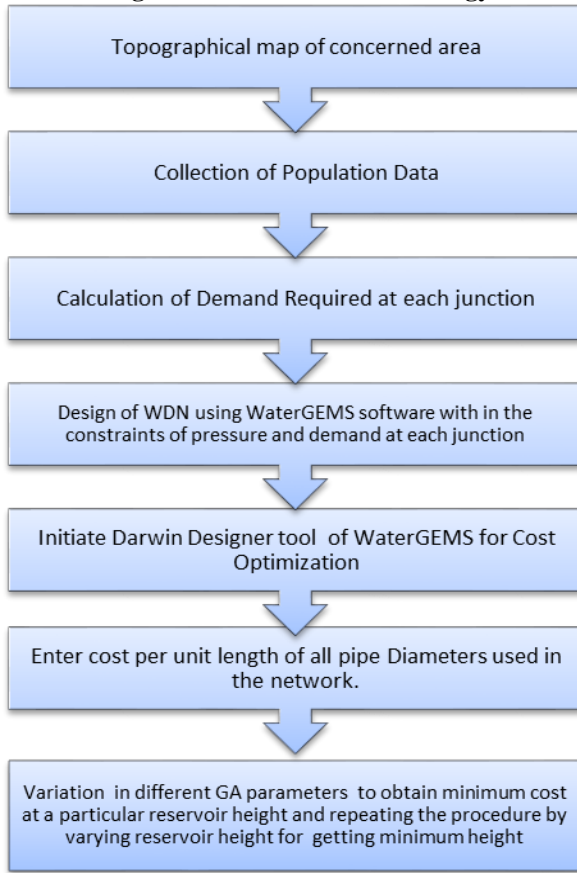 Topographical map of concerned area
Collection of Population Data
Calculation of Demand Required at each junction
Design of WDN using WaterGEMS software with in the
constraints of pressure and demand at each junction
Initiate Darwin Designer tool of WaterGEMS for Cost
Optimization
Enter cost per unit length of all pipe Diameters used in
the network.
Variation in different GA parameters to obtain minimum cost
at a particular reservoir height and repeating the procedure by
varying reservoir height for getting minimum height